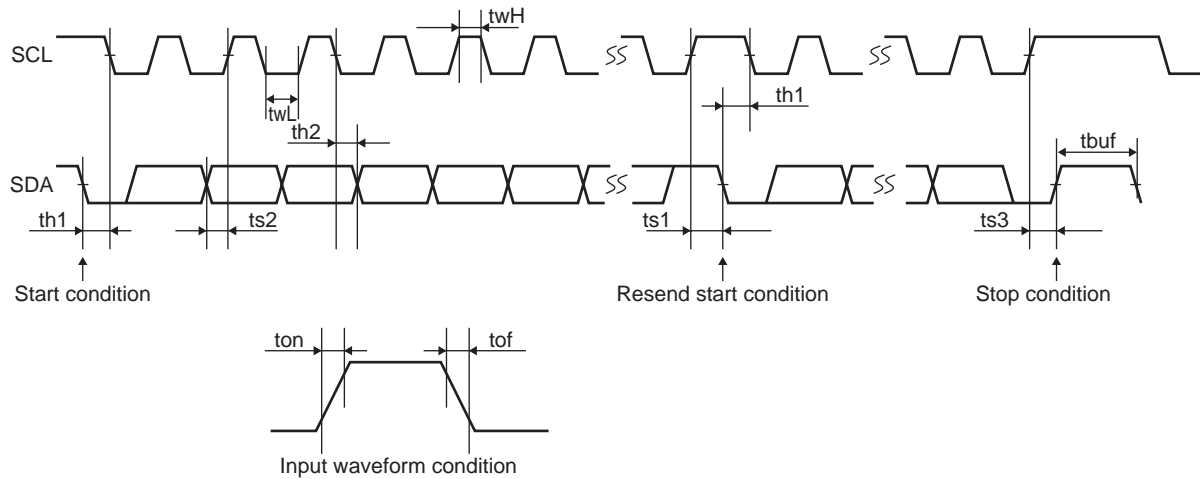 twH
SCL
twL
th1
th2
tbuf
SDA
th1
ts2
ts1
ts3
Start condition
Resend start condition
Stop condition
ton
tof
Input waveform condition